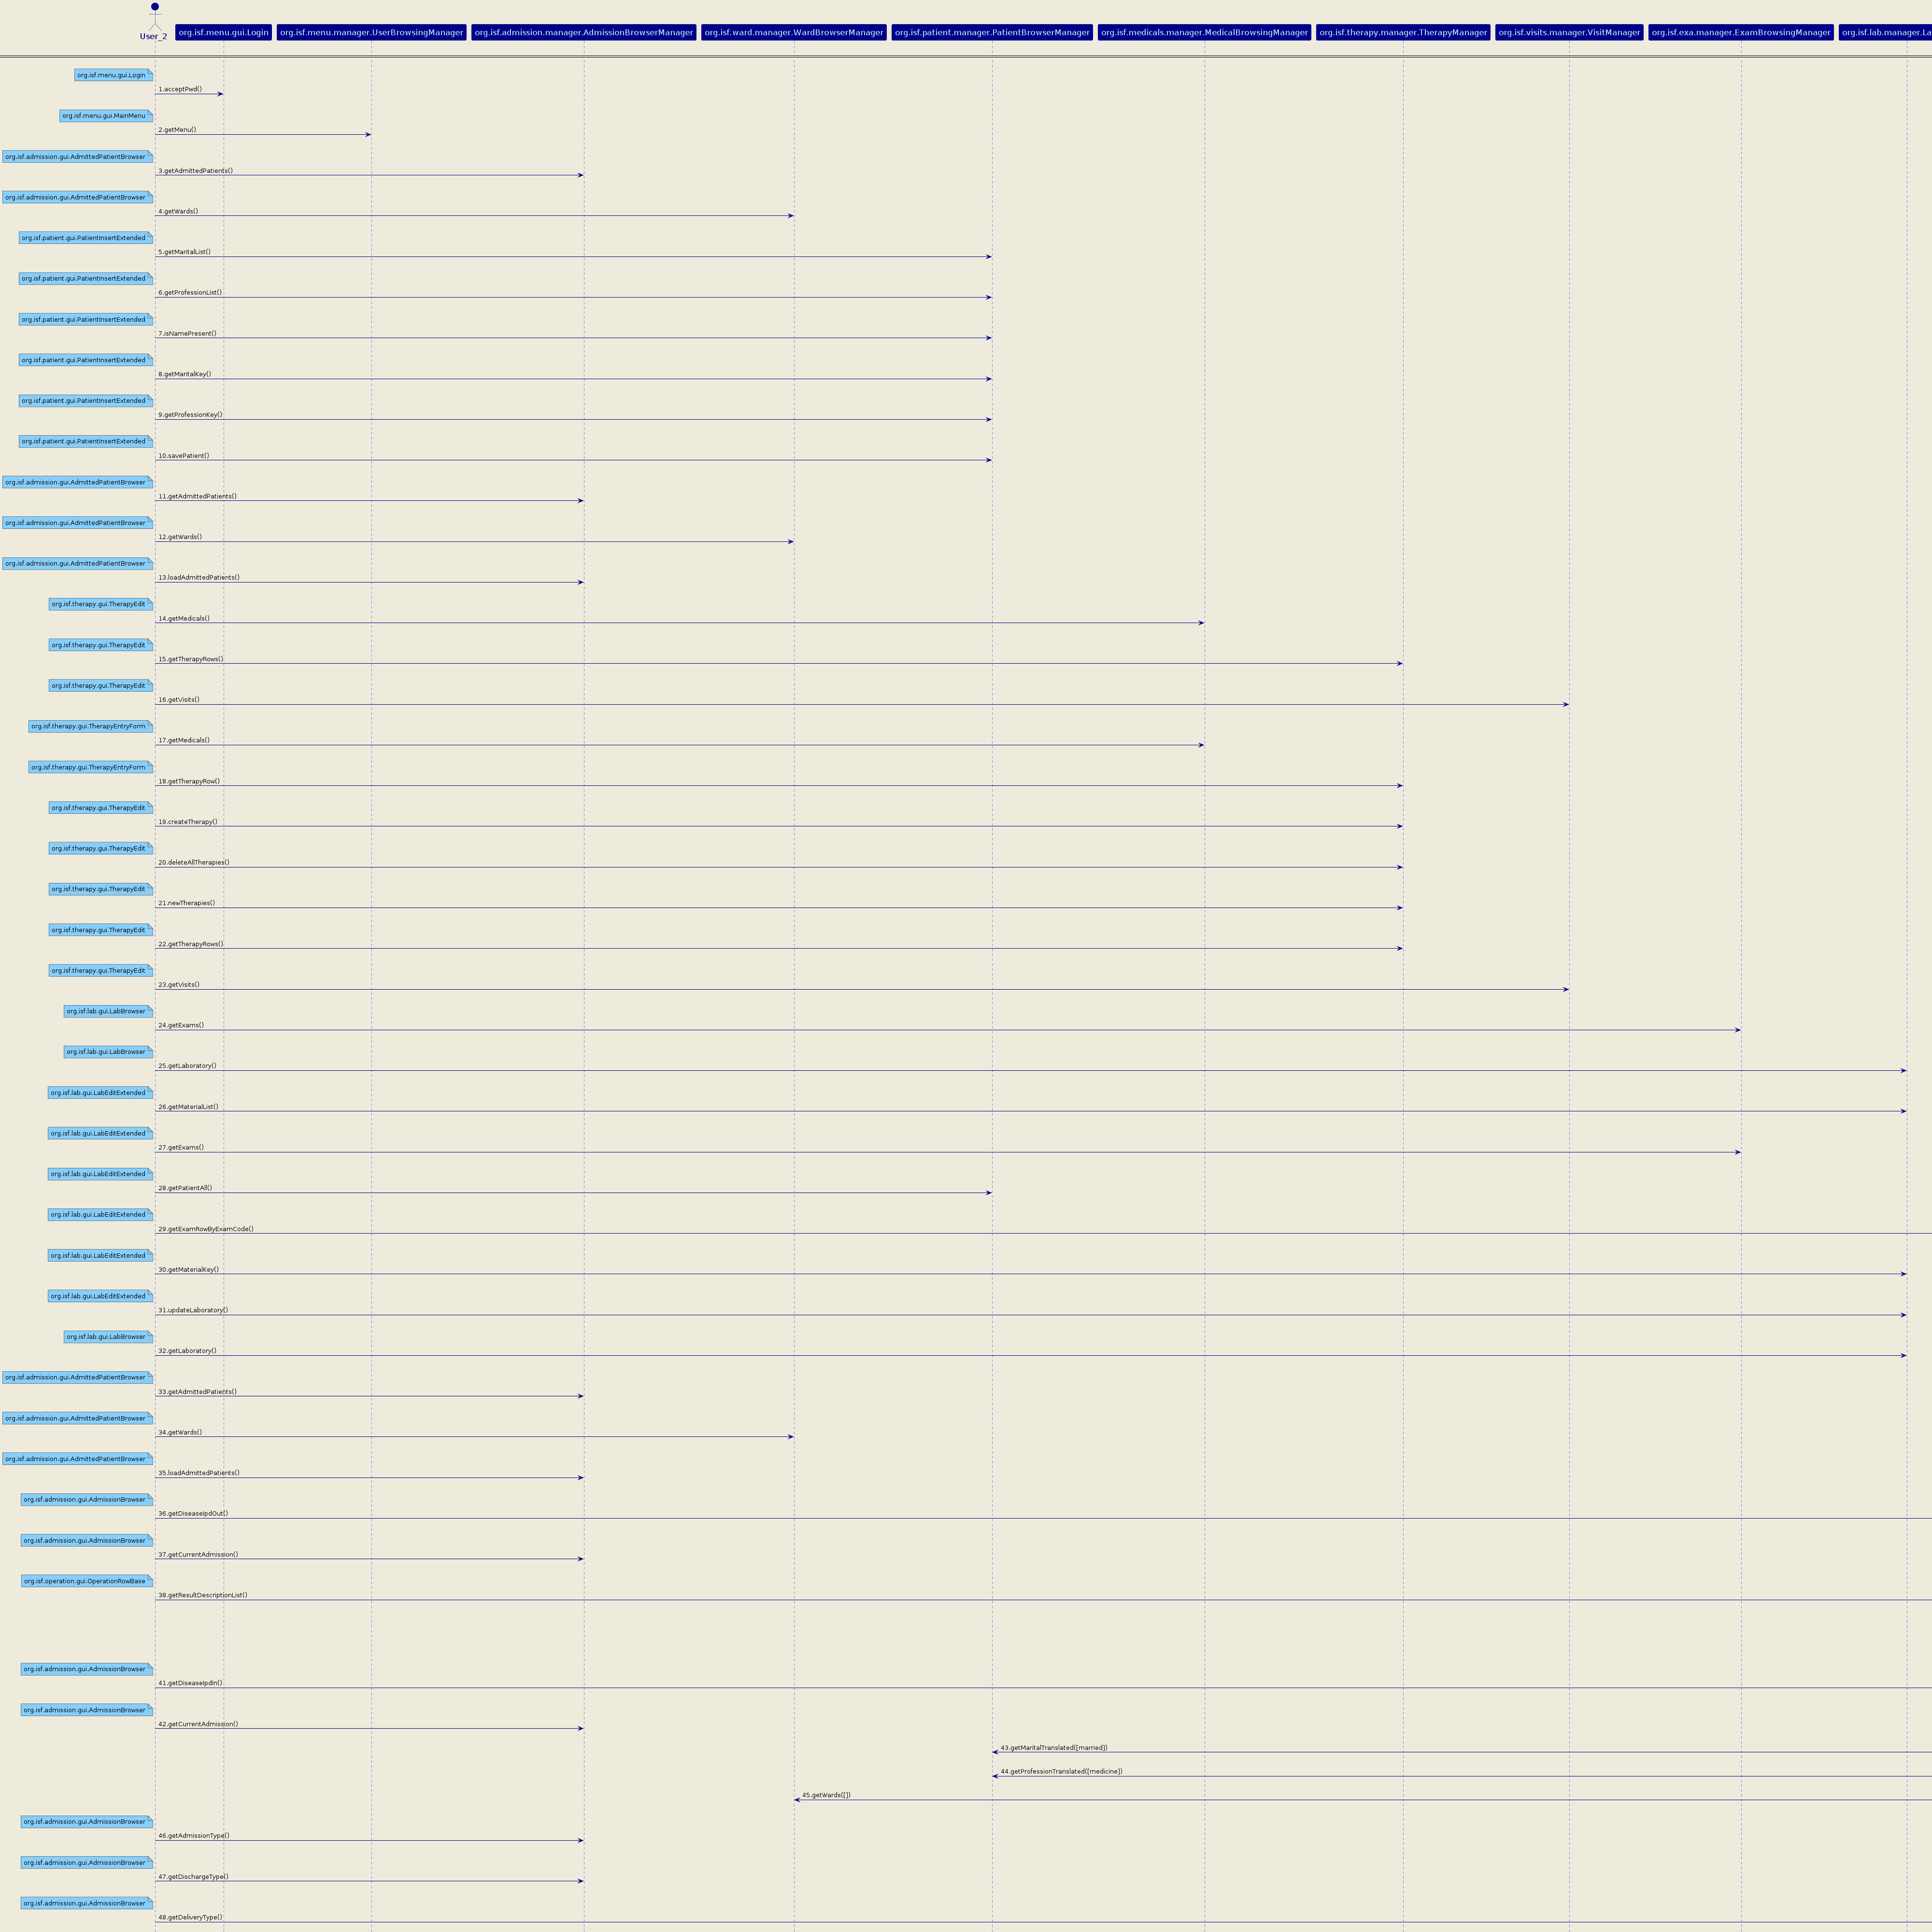 User_2
org.isf.menu.gui.Login
org.isf.menu.manager.UserBrowsingManager
org.isf.admission.manager.AdmissionBrowserManager
org.isf.ward.manager.WardBrowserManager
org.isf.patient.manager.PatientBrowserManager
org.isf.medicals.manager.MedicalBrowsingManager
org.isf.therapy.manager.TherapyManager
org.isf.visits.manager.VisitManager
org.isf.exa.manager.ExamBrowsingManager
org.isf.lab.manager.La
org.isf.menu.gui.Login
1.acceptPwd()
org.isf.menu.gui.MainMenu
2.getMenu()
org.isf.admission.gui.AdmittedPatientBrowser
3.getAdmittedPatients()
org.isf.admission.gui.AdmittedPatientBrowser
4.getWards()
org.isf.patient.gui.PatientInsertExtended
5.getMaritalList()
org.isf.patient.gui.PatientInsertExtended
6.getProfessionList()
org.isf.patient.gui.PatientInsertExtended
7.isNamePresent()
org.isf.patient.gui.PatientInsertExtended
8.getMaritalKey()
org.isf.patient.gui.PatientInsertExtended
9.getProfessionKey()
org.isf.patient.gui.PatientInsertExtended
10.savePatient()
org.isf.admission.gui.AdmittedPatientBrowser
11.getAdmittedPatients()
org.isf.admission.gui.AdmittedPatientBrowser
12.getWards()
org.isf.admission.gui.AdmittedPatientBrowser
13.loadAdmittedPatients()
org.isf.therapy.gui.TherapyEdit
14.getMedicals()
org.isf.therapy.gui.TherapyEdit
15.getTherapyRows()
org.isf.therapy.gui.TherapyEdit
16.getVisits()
org.isf.therapy.gui.TherapyEntryForm
17.getMedicals()
org.isf.therapy.gui.TherapyEntryForm
18.getTherapyRow()
org.isf.therapy.gui.TherapyEdit
19.createTherapy()
org.isf.therapy.gui.TherapyEdit
20.deleteAllTherapies()
org.isf.therapy.gui.TherapyEdit
21.newTherapies()
org.isf.therapy.gui.TherapyEdit
22.getTherapyRows()
org.isf.therapy.gui.TherapyEdit
23.getVisits()
org.isf.lab.gui.LabBrowser
24.getExams()
org.isf.lab.gui.LabBrowser
25.getLaboratory()
org.isf.lab.gui.LabEditExtended
26.getMaterialList()
org.isf.lab.gui.LabEditExtended
27.getExams()
org.isf.lab.gui.LabEditExtended
28.getPatientAll()
org.isf.lab.gui.LabEditExtended
29.getExamRowByExamCode()
org.isf.lab.gui.LabEditExtended
30.getMaterialKey()
org.isf.lab.gui.LabEditExtended
31.updateLaboratory()
org.isf.lab.gui.LabBrowser
32.getLaboratory()
org.isf.admission.gui.AdmittedPatientBrowser
33.getAdmittedPatients()
org.isf.admission.gui.AdmittedPatientBrowser
34.getWards()
org.isf.admission.gui.AdmittedPatientBrowser
35.loadAdmittedPatients()
org.isf.admission.gui.AdmissionBrowser
36.getDiseaseIpdOut()
org.isf.admission.gui.AdmissionBrowser
37.getCurrentAdmission()
org.isf.operation.gui.OperationRowBase
38.getResultDescriptionList()
org.isf.admission.gui.AdmissionBrowser
41.getDiseaseIpdIn()
org.isf.admission.gui.AdmissionBrowser
42.getCurrentAdmission()
43.getMaritalTranslated([married])
44.getProfessionTranslated([medicine])
45.getWards([])
org.isf.admission.gui.AdmissionBrowser
46.getAdmissionType()
org.isf.admission.gui.AdmissionBrowser
47.getDischargeType()
org.isf.admission.gui.AdmissionBrowser
48.getDeliveryType()